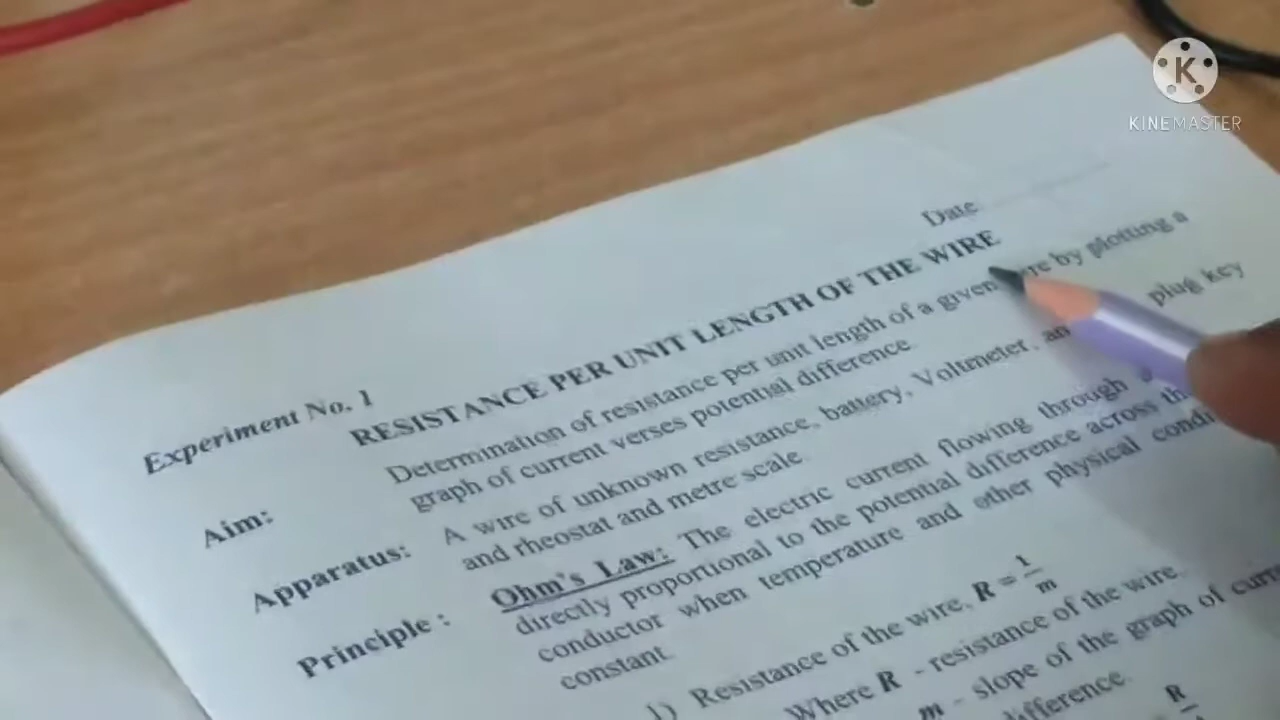 K
KINEMASTER
Date
Experiment No. 1
RESISTANCE PER UNIT LENGTH OF THE WIRE
Aim: Determination of resistance per unit length of a given wire by plotting a
graph of current verses potential difference.
Apparatus: A wire of unknown resistance, battery, Voltmeter, plug key
and rheostat and metre scale.
Principle : Ohm's Law: The electric current flowing through
directly proportional to the potential difference across
conductor when temperature and other physical
constant.
1) Resistance of the wire, R = 1/m
Where R - resistance of the wire.
m - slope of the graph of
difference.
R